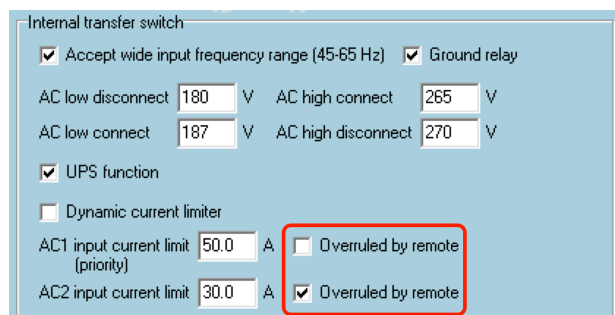 Internal transfer switch
Accept wide input frequency range (45-65 Hz) Ground relay
AC low disconnect 180 V AC high connect 265 V
AC low connect 187 V AC high disconnect 270 V
UPS function
Dynamic current limiter
AC1 input current limit 50.0 A Overruled by remote
(priority)
AC2 input current limit 30.0 A Overruled by remote